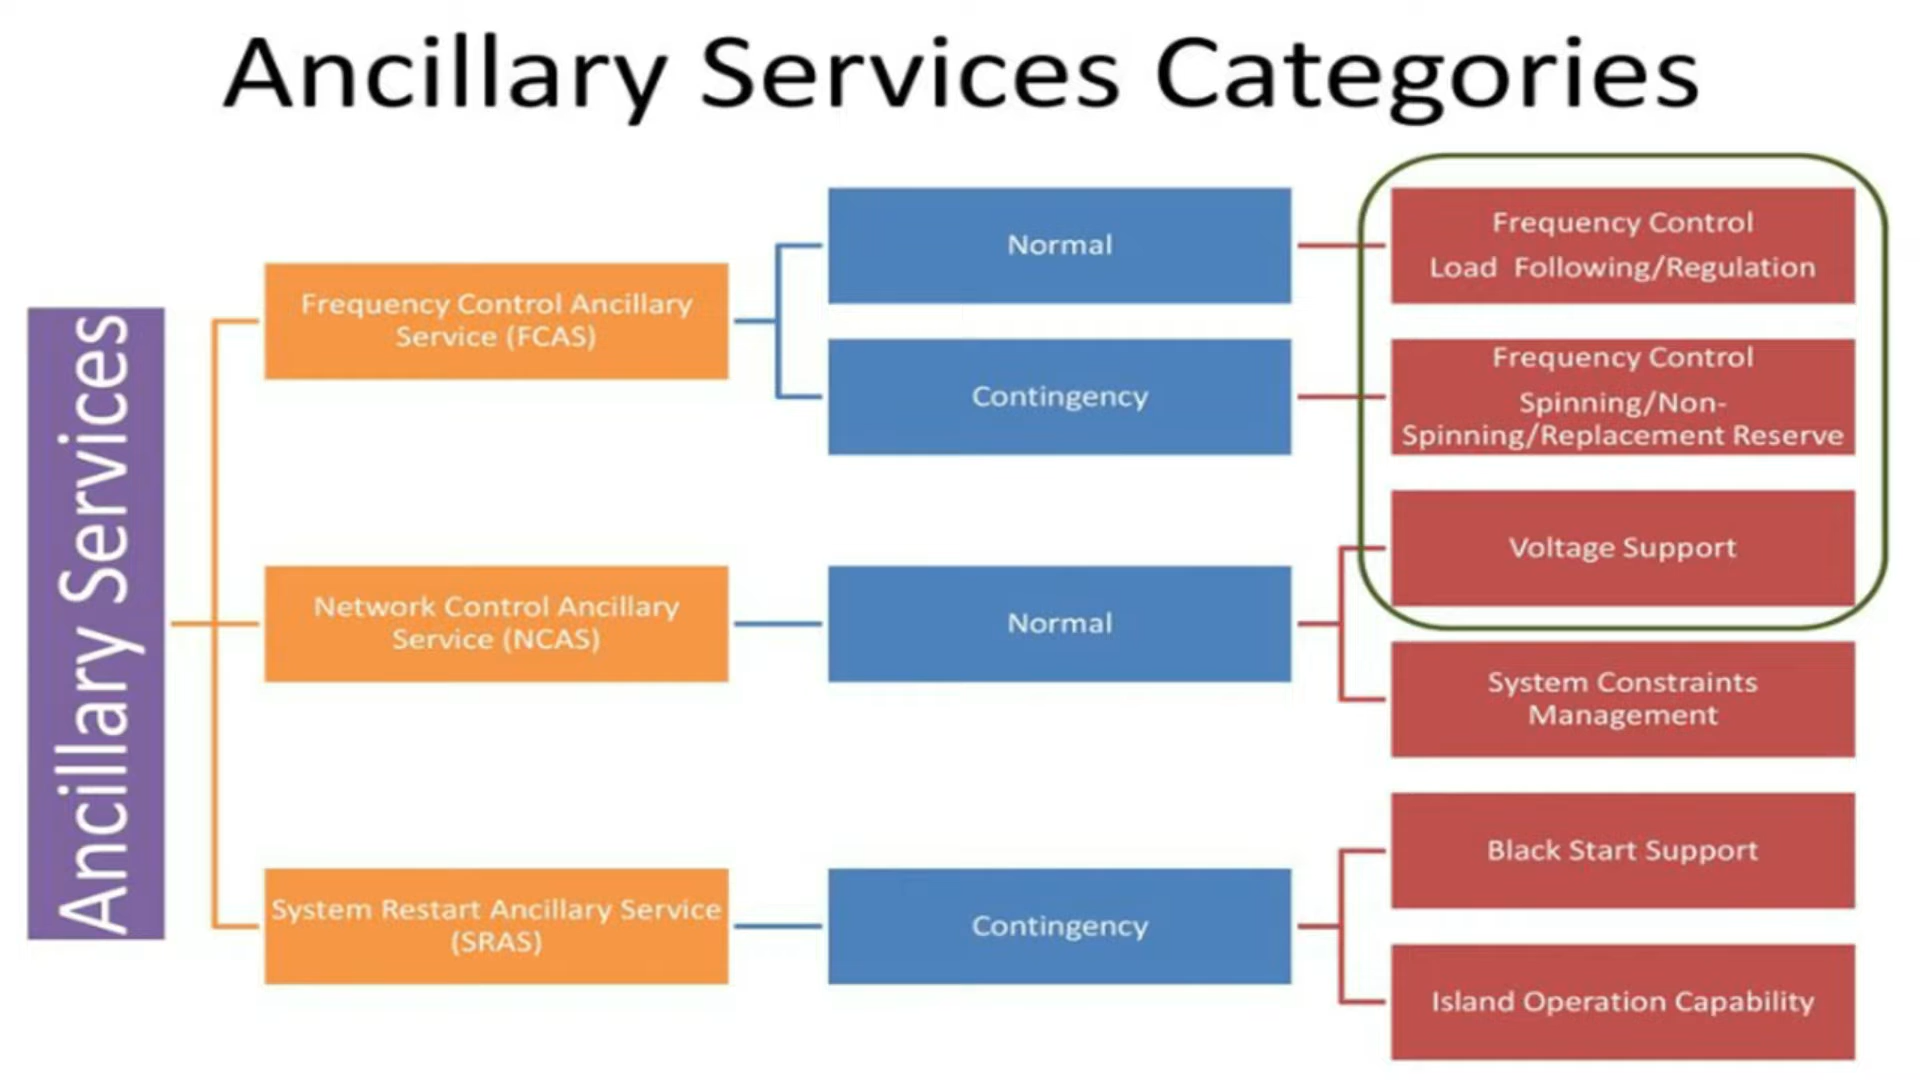 Ancillary Services Categories
Ancillary Services
Frequency Control Ancillary
Service (FCAS)
Normal
Frequency Control
Load Following/Regulation
Contingency
Frequency Control
Spinning/Non-
Spinning/Replacement Reserve
Network Control Ancillary
Service (NCAS)
Normal
Voltage Support
System Constraints
Management
System Restart Ancillary Service
(SRAS)
Contingency
Black Start Support
Island Operation Capability